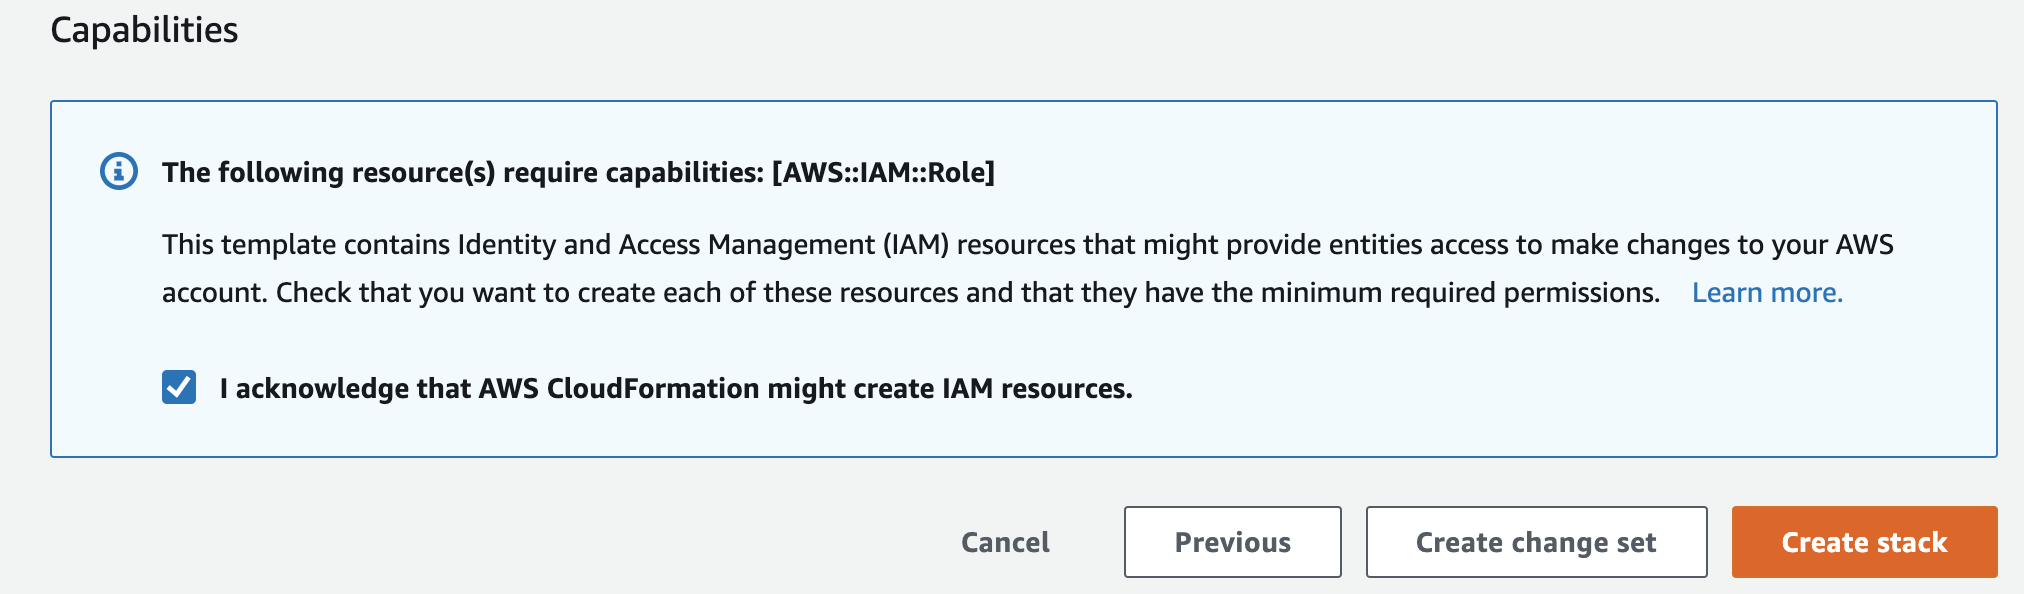 Capabilities
The following resource(s) require capabilities: [AWS::IAM::Role]
This template contains Identity and Access Management (IAM) resources that might provide entities access to make changes to your AWS
account. Check that you want to create each of these resources and that they have the minimum required permissions. Learn more.
I acknowledge that AWS CloudFormation might create IAM resources.
Cancel Previous Create change set Create stack